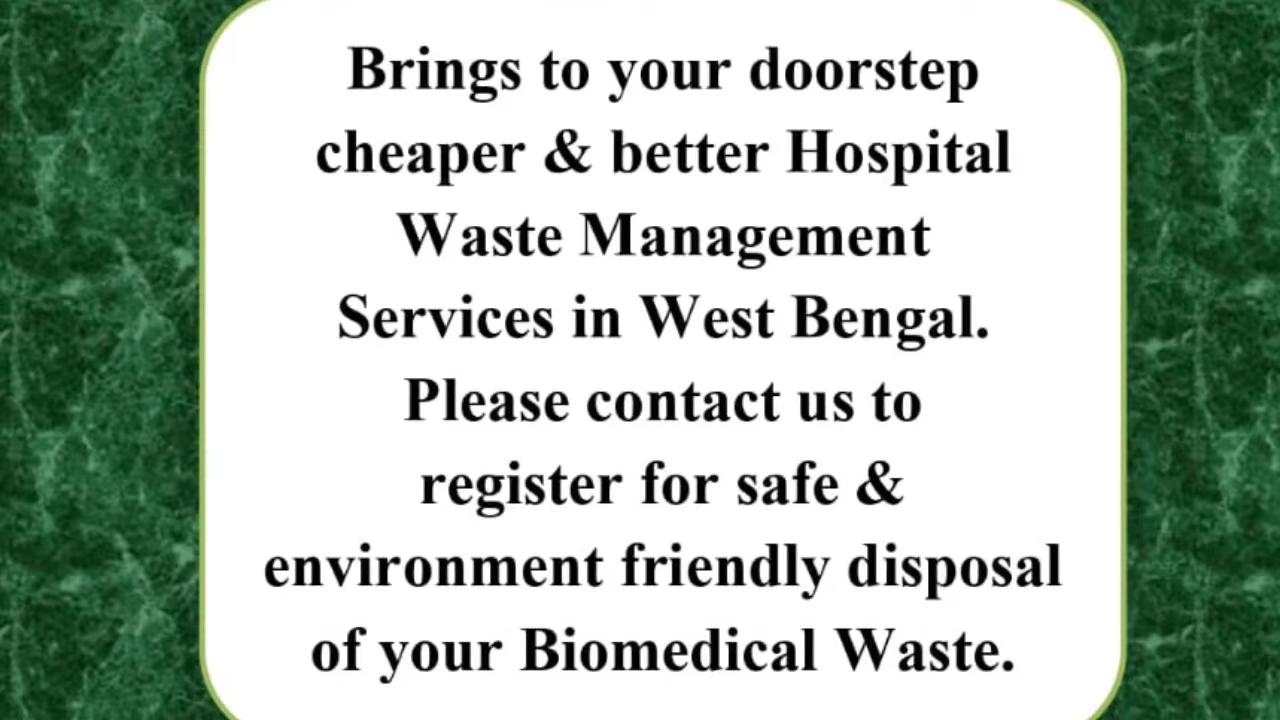 Brings to your doorstep
cheaper & better Hospital
Waste Management
Services in West Bengal.
Please contact us to
register for safe &
environment friendly disposal
of your Biomedical Waste.